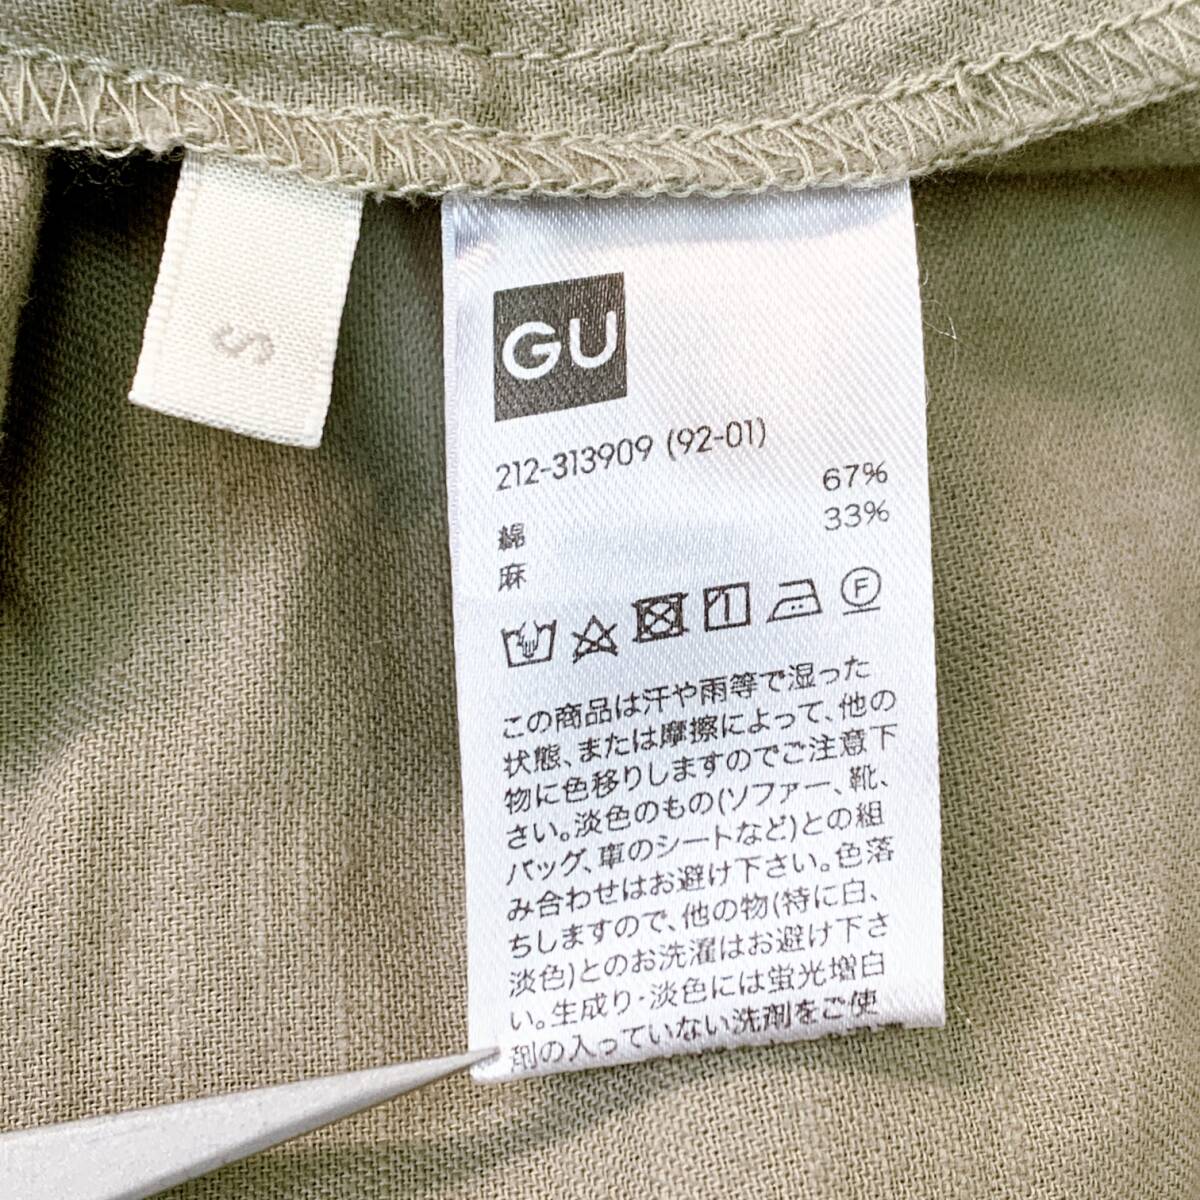 S
GU
212-313909 (92-01)
綿 67%
麻 33%
F
この商品は汗や雨等で湿った
状態、または摩擦によって、他の
物に色移りしますのでご注意下
さい。淡色のもの(ソファー、靴、
バッグ、車のシートなど)との組
み合わせはお避け下さい。色落
ちしますので、他の物(特に白、
淡色)とのお洗濯はお避け下さ
い。生成り・淡色には蛍光増白
剤の入っていない洗剤をご使